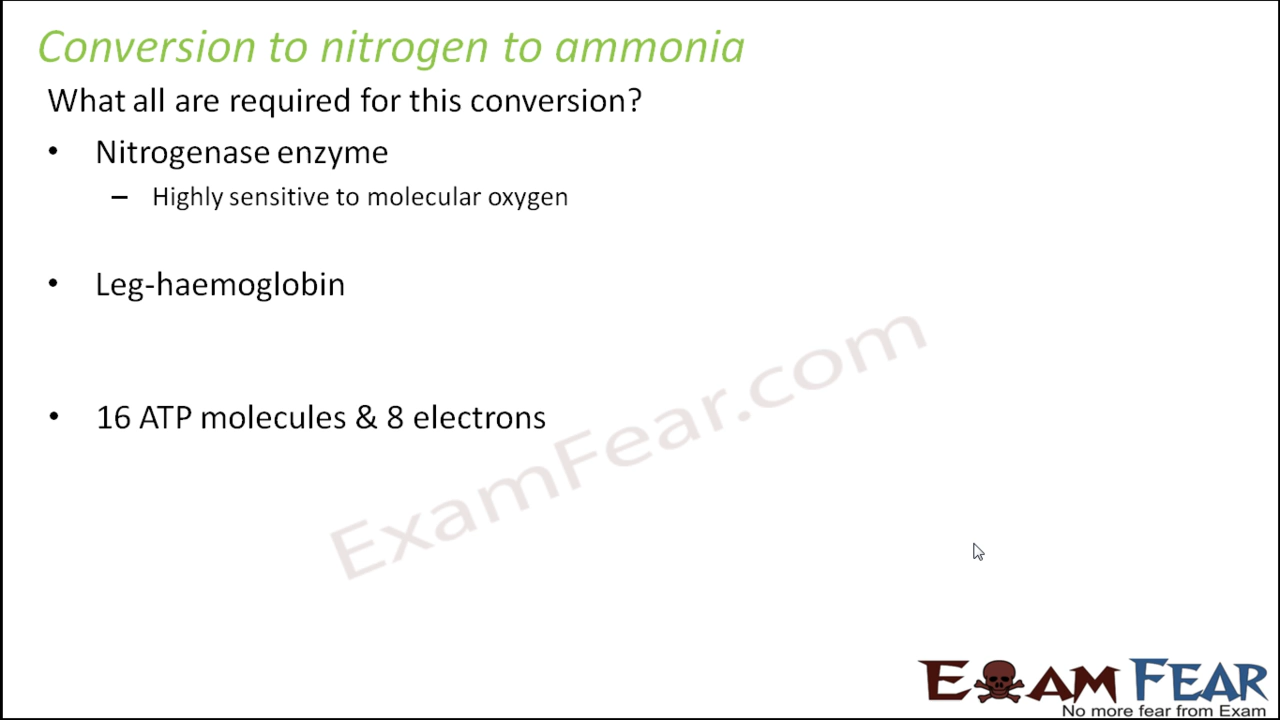 Conversion to nitrogen to ammonia
What all are required for this conversion?
• Nitrogenase enzyme
– Highly sensitive to molecular oxygen
• Leg-haemoglobin
• 16 ATP molecules & 8 electrons
ExamFear.com
EXAM FEAR
No more fear from Exam